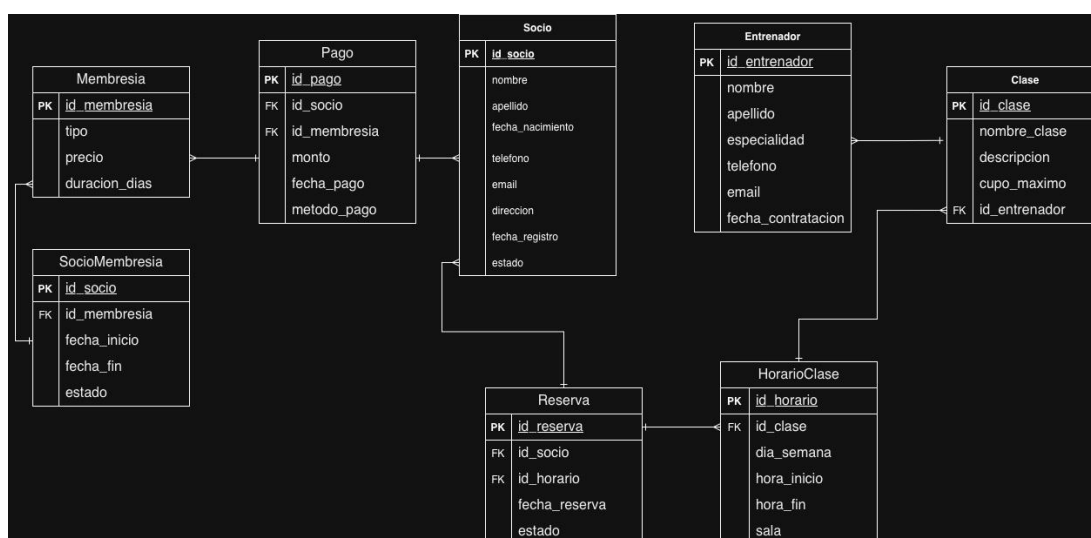 Membresia
PK id_membresia
tipo
precio
duracion_dias
SocioMembresia
PK id_socio
FK id_membresia
fecha_inicio
fecha_fin
estado
Pago
PK id_pago
FK id_socio
FK id_membresia
monto
fecha_pago
metodo_pago
Socio
PK id_socio
nombre
apellido
fecha_nacimiento
telefono
email
direccion
fecha_registro
estado
Entrenador
PK id_entrenador
nombre
apellido
especialidad
telefono
email
fecha_contratacion
Clase
PK id_clase
nombre_clase
descripcion
cupo_maximo
FK id_entrenador
Reserva
PK id_reserva
FK id_socio
FK id_horario
fecha_reserva
estado
HorarioClase
PK id_horario
FK id_clase
dia_semana
hora_inicio
hora_fin
sala